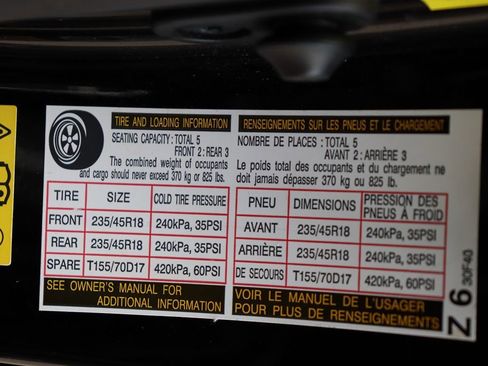 TIRE AND LOADING INFORMATION
SEATING CAPACITY: TOTAL 5
FRONT 2: REAR 3
The combined weight of occupants
and cargo should never exceed 370 kg or 825 lbs.
TIRE SIZE COLD TIRE PRESSURE
FRONT 235/45R18 240kPa, 35PSI
REAR 235/45R18 240kPa, 35PSI
SPARE T155/70D17 420kPa, 60PSI
SEE OWNER'S MANUAL FOR
ADDITIONAL INFORMATION
RENSEIGNEMENTS SUR LES PNEUS ET LE CHARGEMENT
NOMBRE DE PLACES: TOTAL 5
AVANT 2: ARRIÈRE 3
Le poids total des occupants et du chargement ne
doit jamais dépasser 370 kg ou 825 lb.
PNEU DIMENSIONS PRESSION DES
PNEUS À FROID
AVANT 235/45R18 240kPa, 35PSI
ARRIÈRE 235/45R18 240kPa, 35PSI
DE SECOURS T155/70D17 420kPa, 60PSI
VOIR LE MANUEL DE L'USAGER
POUR PLUS DE RENSEIGNEMENTS
Z 6
30F40